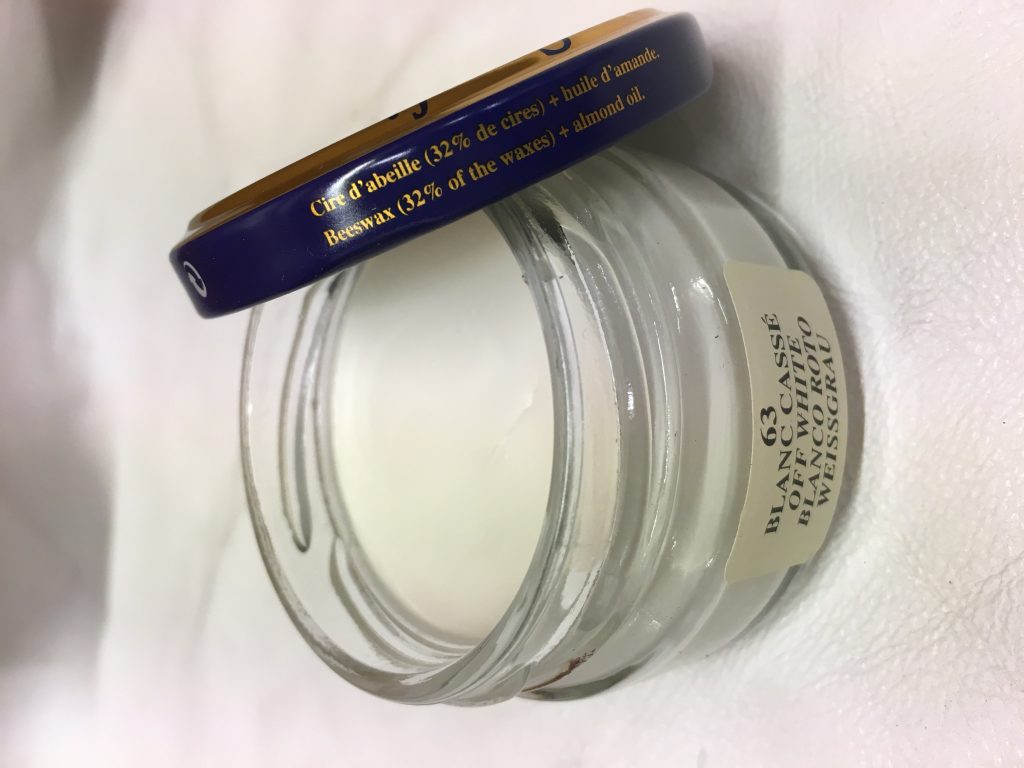 Cire d'abeille (32% de cires) + huile d'amande.
Beeswax (32% of the waxes) + almond oil.
63
BLANC CASSÉ
OFF WHITE
BLANCO ROTO
WEISSGRAU